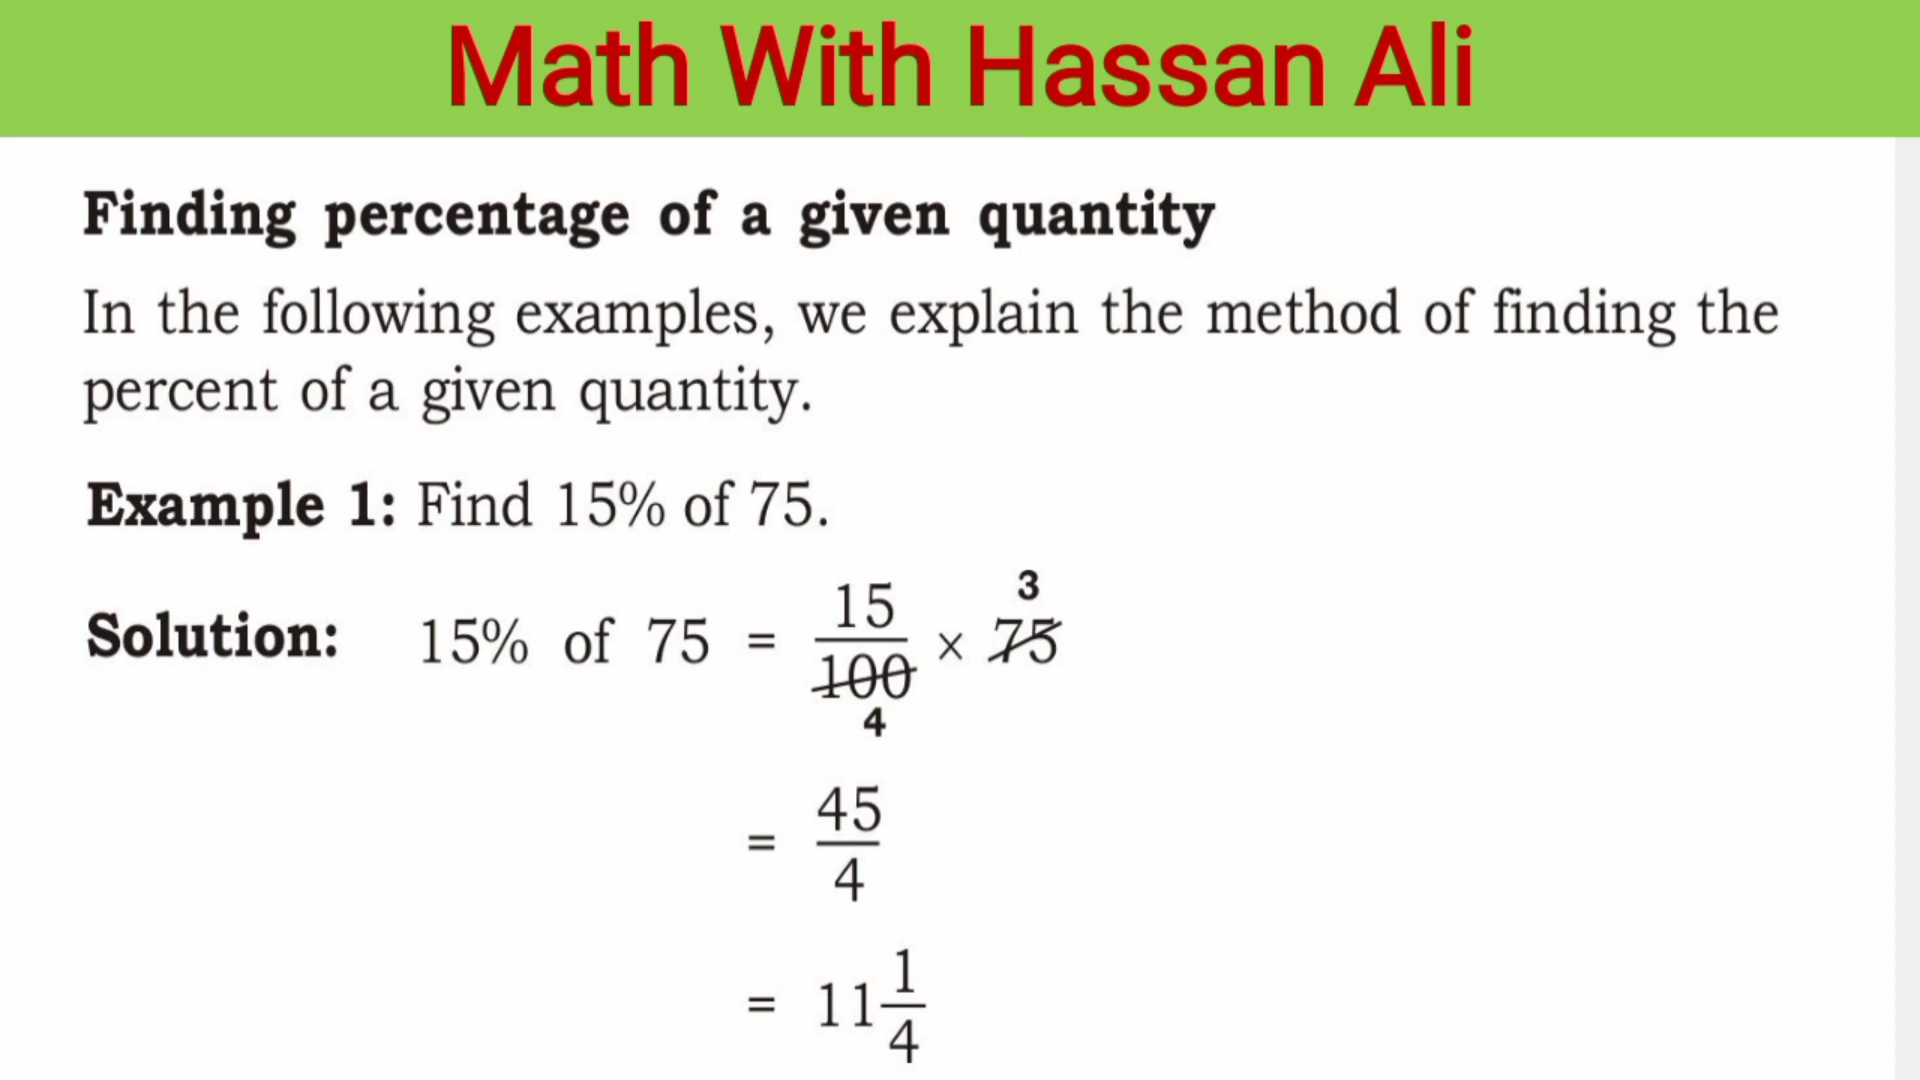 Math With Hassan Ali
Finding percentage of a given quantity
In the following examples, we explain the method of finding the
percent of a given quantity.
Example 1: Find 15% of 75.
Solution: 15% of 75 = 15/100 × 75
3
4
= 45/4
= 11 1/4